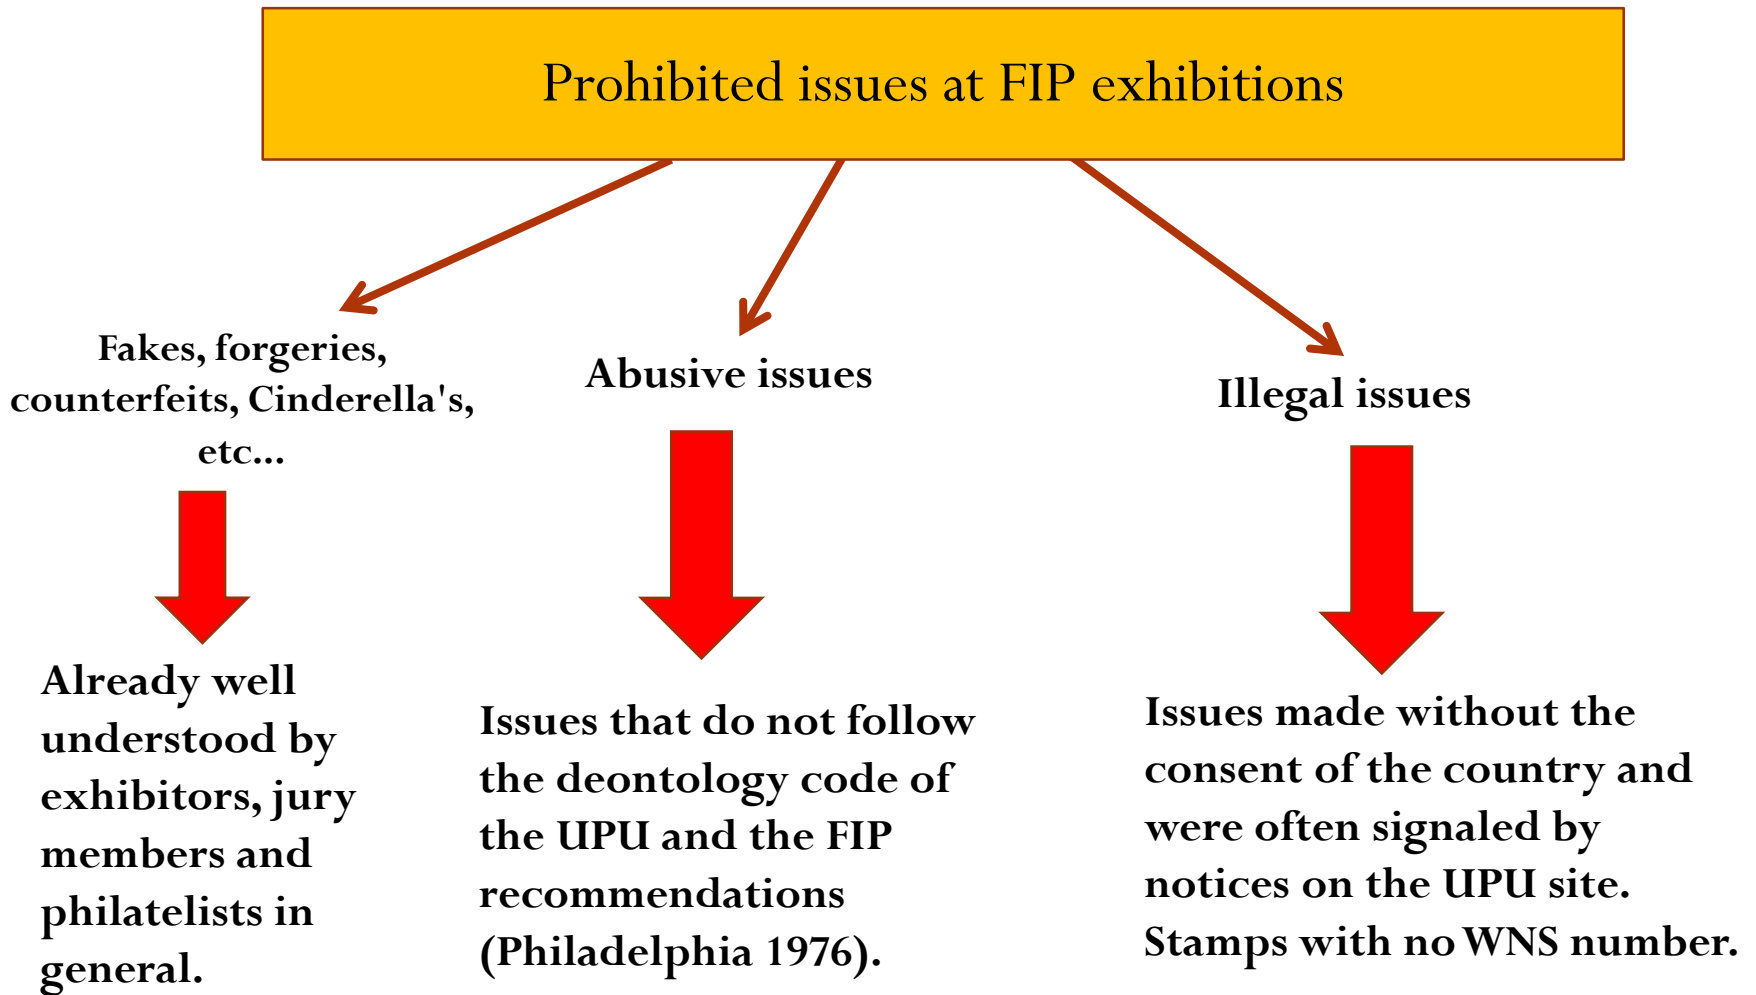 Prohibited issues at FIP exhibitions
Fakes, forgeries,
counterfeits, Cinderella's,
etc...
Already well
understood by
exhibitors, jury
members and
philatelists in
general.
Abusive issues
Issues that do not follow
the deontology code of
the UPU and the FIP
recommendations
(Philadelphia 1976).
Illegal issues
Issues made without the
consent of the country and
were often signaled by
notices on the UPU site.
Stamps with no WNS number.